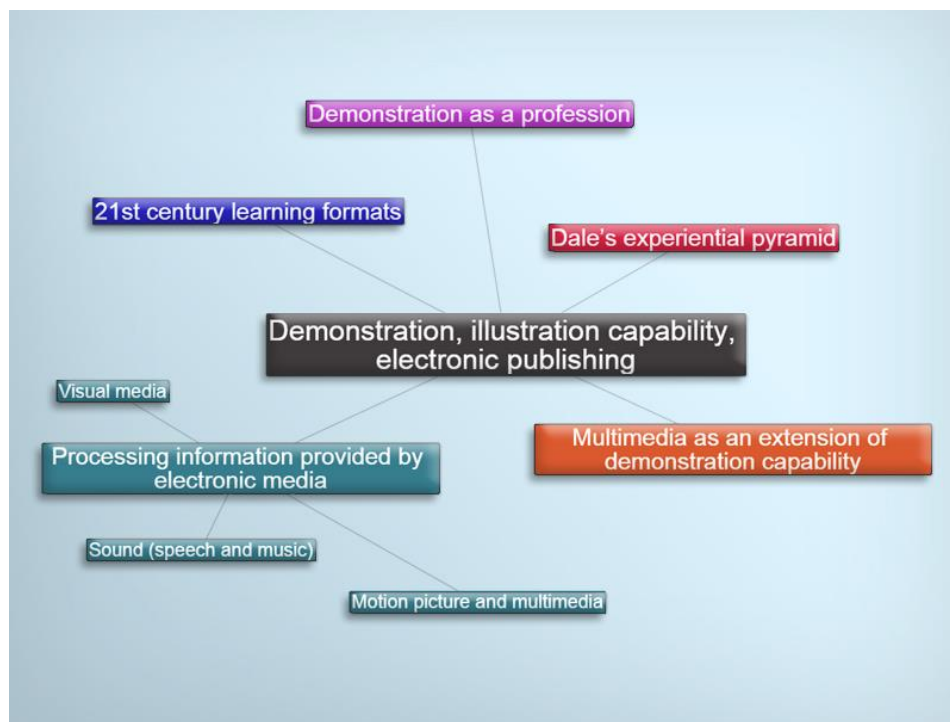 Demonstration as a profession
21st century learning formats
Dale’s experiential pyramid
Demonstration, illustration capability,
electronic publishing
Visual media
Processing information provided by
electronic media
Multimedia as an extension of
demonstration capability
Sound (speech and music)
Motion picture and multimedia